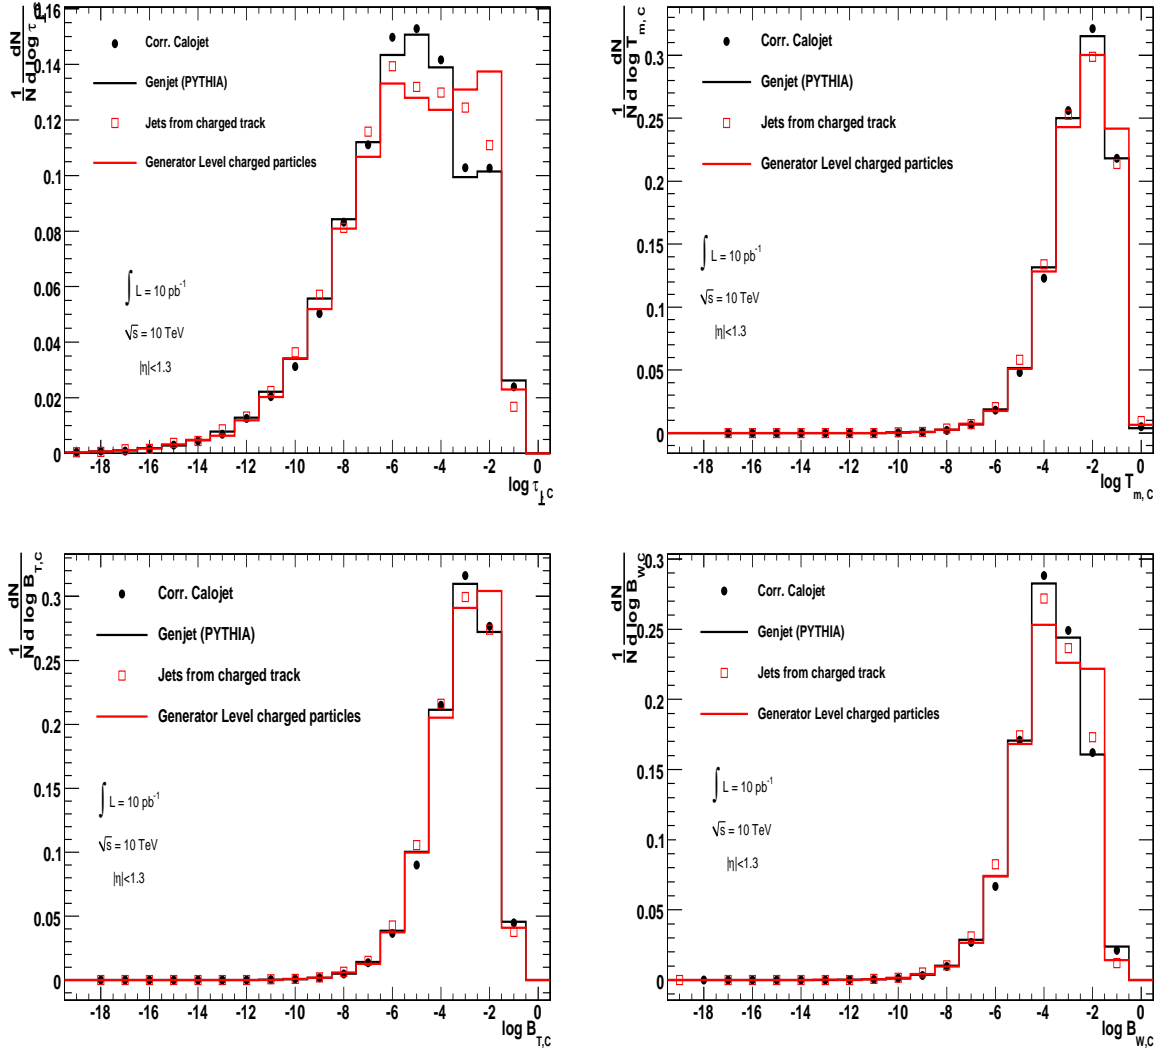 1/N dN/d log τ⊥,C
0.16
0.14
0.12
0.1
0.08
0.06
0.04
0.02
0
Corr. Calojet
Genjet (PYTHIA)
Jets from charged track
Generator Level charged particles
∫ L = 10 pb⁻¹
√s = 10 TeV
|η|<1.3
-18 -16 -14 -12 -10 -8 -6 -4 -2 0
log τ⊥,C
1/N dN/d log T m, C
0.3
0.25
0.2
0.15
0.1
0.05
0
Corr. Calojet
Genjet (PYTHIA)
Jets from charged track
Generator Level charged particles
∫ L = 10 pb⁻¹
√s = 10 TeV
|η|<1.3
-18 -16 -14 -12 -10 -8 -6 -4 -2 0
log T m, C
1/N dN/d log B T,C
0.3
0.25
0.2
0.15
0.1
0.05
0
Corr. Calojet
Genjet (PYTHIA)
Jets from charged track
Generator Level charged particles
∫ L = 10 pb⁻¹
√s = 10 TeV
|η|<1.3
-18 -16 -14 -12 -10 -8 -6 -4 -2 0
log B T,C
1/N dN/d log B W,C
0.3
0.25
0.2
0.15
0.1
0.05
0
Corr. Calojet
Genjet (PYTHIA)
Jets from charged track
Generator Level charged particles
∫ L = 10 pb⁻¹
√s = 10 TeV
|η|<1.3
-18 -16 -14 -12 -10 -8 -6 -4 -2 0
log B W,C